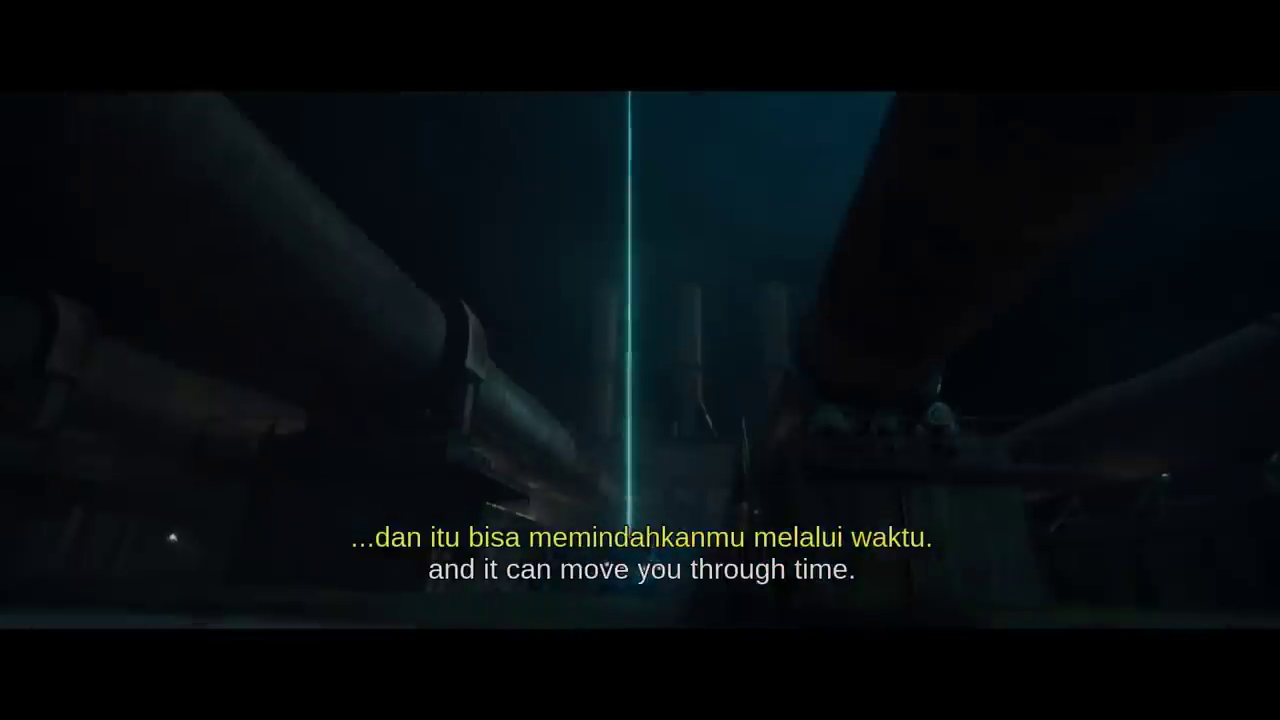 ...dan itu bisa memindahkanmu melalui waktu.
and it can move you through time.